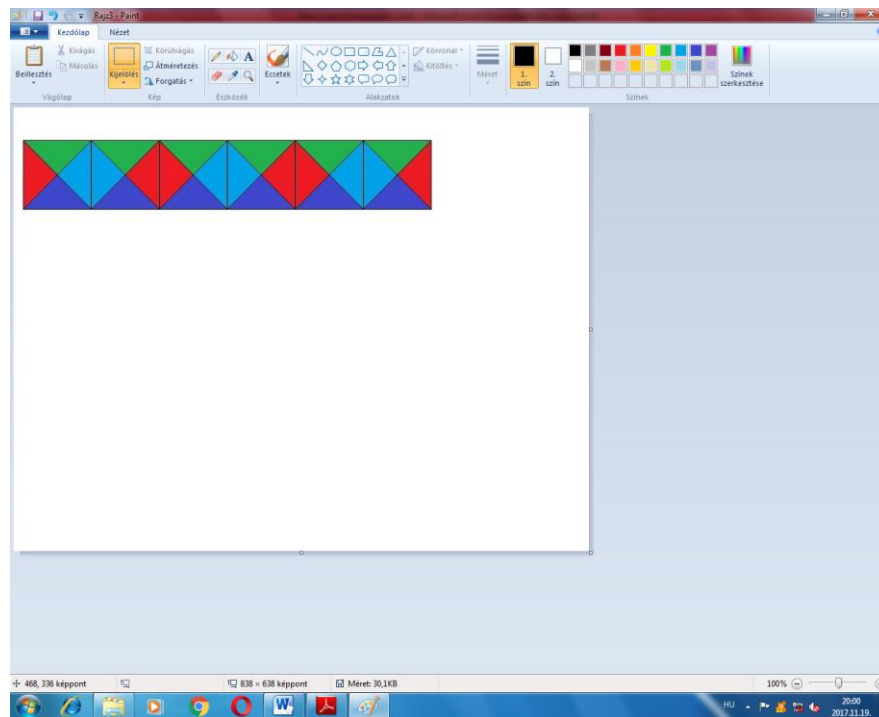 Rajz3 - Paint
Kezdőlap Nézet
Beillesztés
Kivágás
Másolás
Vágólap
Kijelölés
Körülvágás
Átméretezés
Forgatás
Kép
A
Eszközök
Ecsetek
Körvonal
Kitöltés
Alakzatok
Méret
1.
szín
2.
szín
Színek
Színek
szerkesztése
468, 336 képpont
838 × 638 képpont
Méret: 30,1KB
100%
W
HU
20:00
2017.11.19.